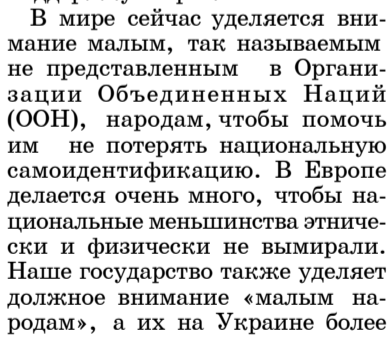 В мире сейчас уделяется вни-
мание малым, так называемым
не представленным в Органи-
зации Объединенных Наций
(ООН), народам, чтобы помочь
им не потерять национальную
самоидентификацию. В Европе
делается очень много, чтобы на-
циональные меньшинства этниче-
ски и физически не вымирали.
Наше государство также уделяет
должное внимание «малым на-
родам», а их на Украине более